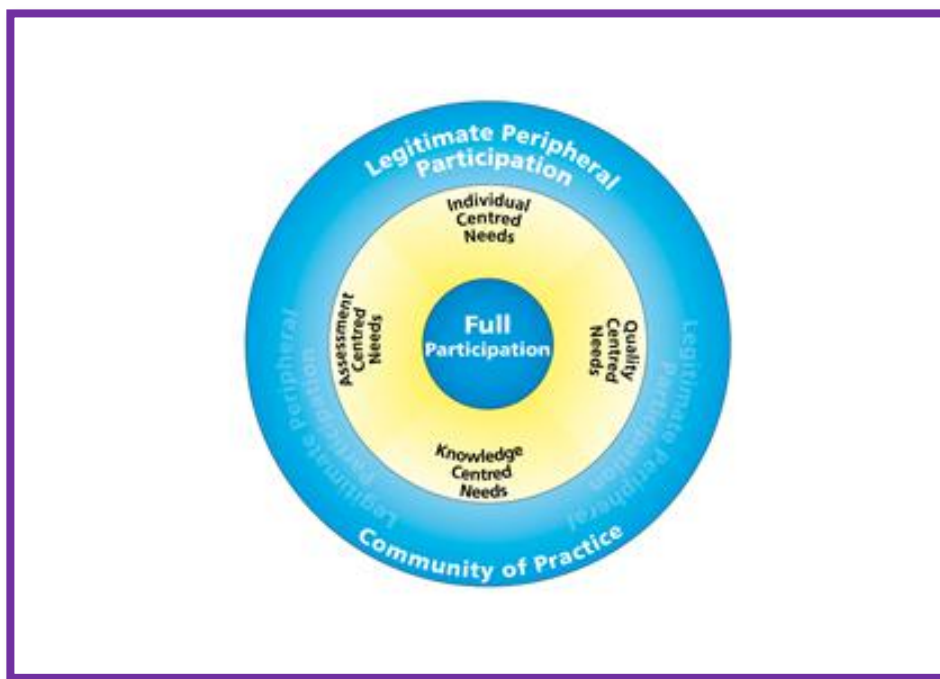 Legitimate Peripheral
Participation
Individual
Centred
Needs
Assessment
Centred
Needs
Full
Participation
Quality
Centred
Needs
Knowledge
Centred
Needs
Legitimate Peripheral
Participation
Legitimate Peripheral
Participation
Community of Practice